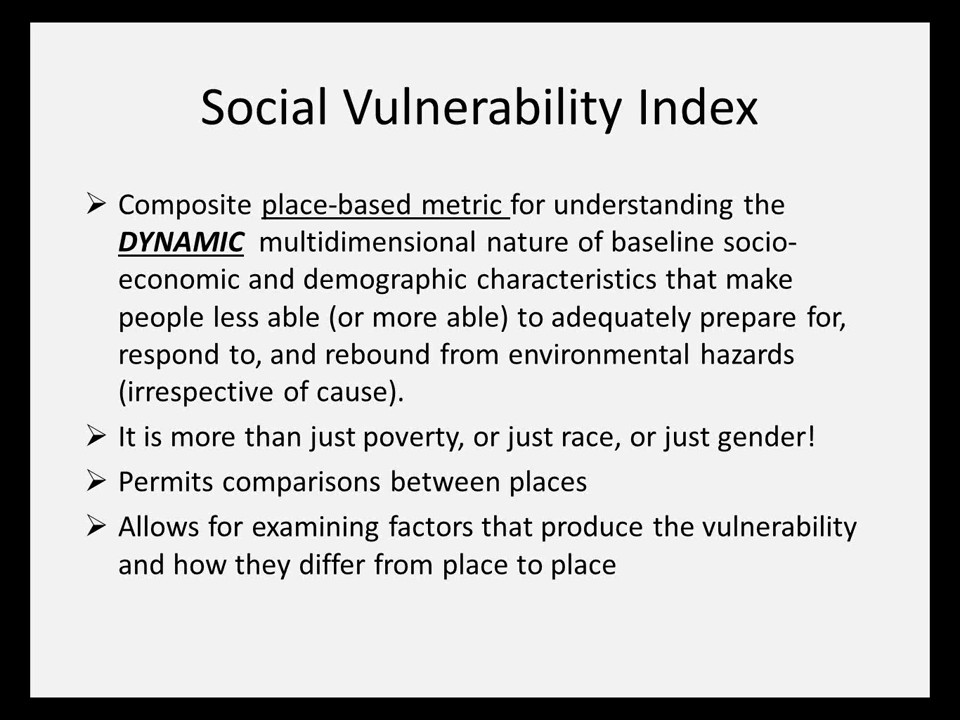 Social Vulnerability Index
➢ Composite place-based metric for understanding the
DYNAMIC multidimensional nature of baseline socio-
economic and demographic characteristics that make
people less able (or more able) to adequately prepare for,
respond to, and rebound from environmental hazards
(irrespective of cause).
➢ It is more than just poverty, or just race, or just gender!
➢ Permits comparisons between places
➢ Allows for examining factors that produce the vulnerability
and how they differ from place to place